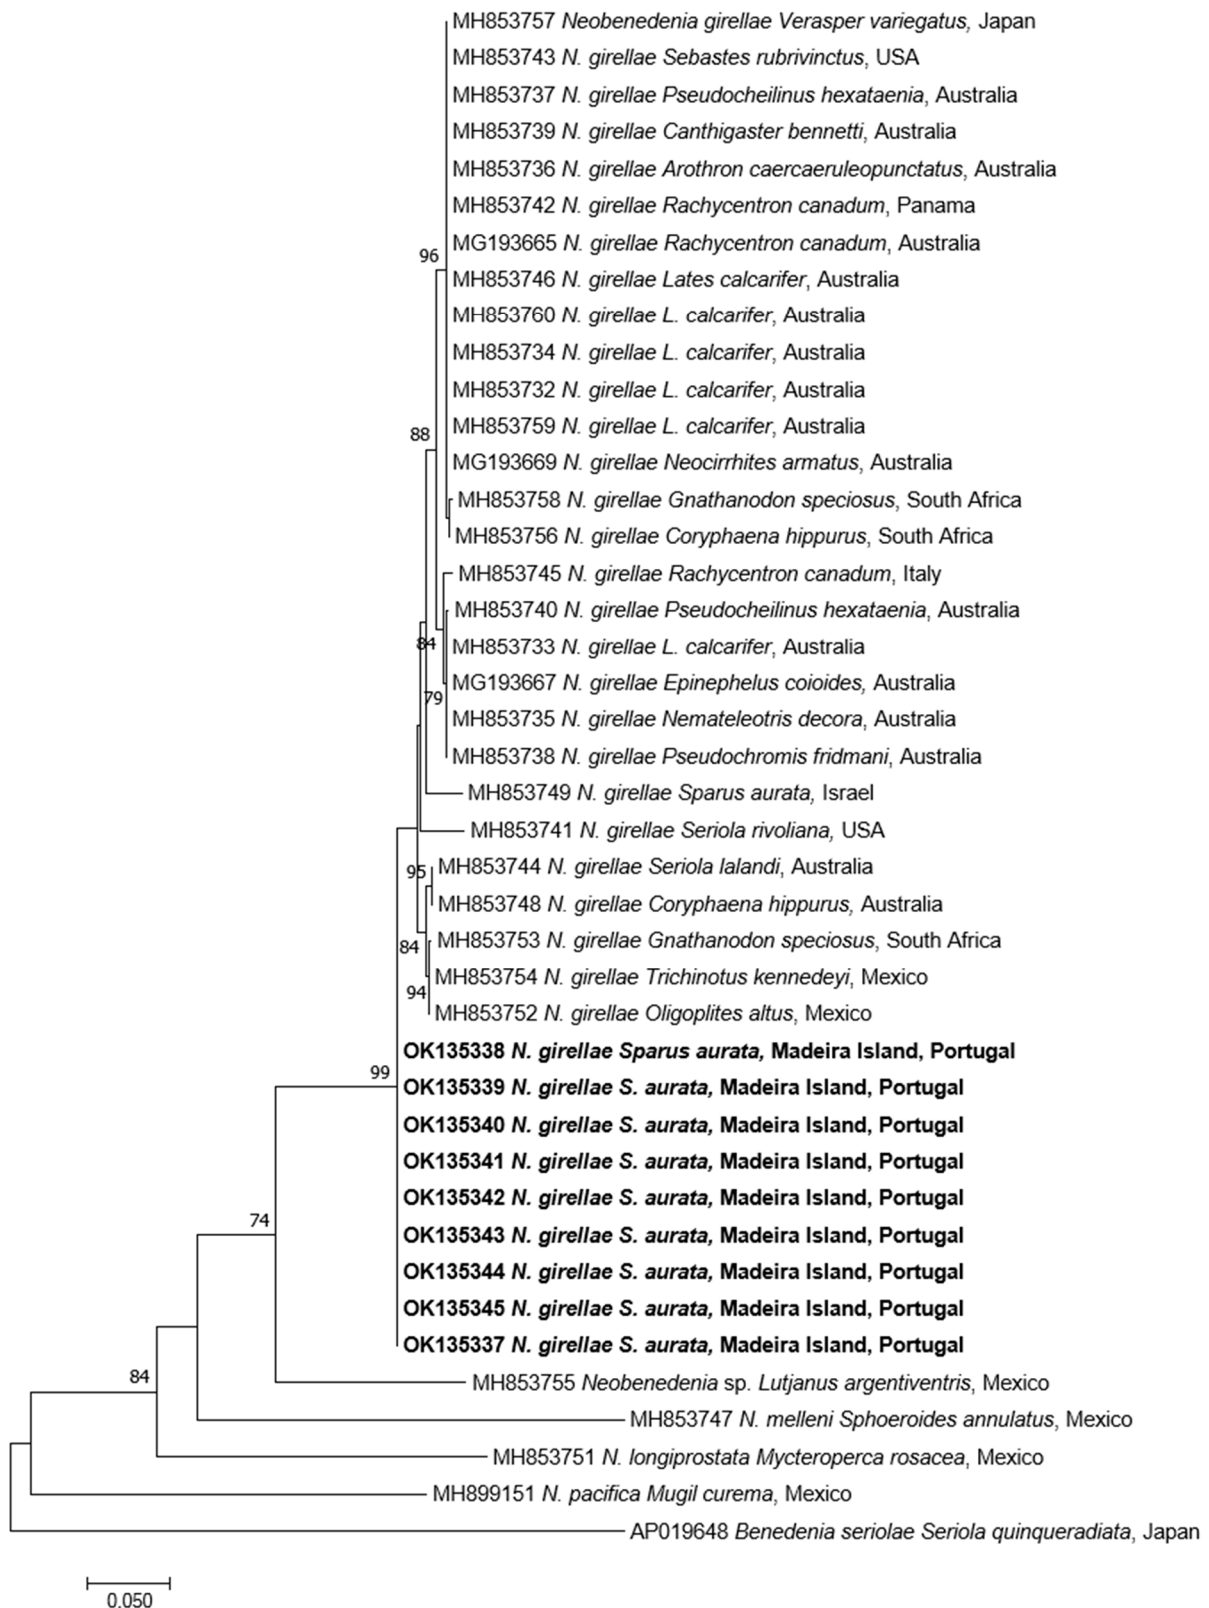 MH853757 Neobenedenia girellae Verasper variegatus, Japan
MH853743 N. girellae Sebastes rubrivinctus, USA
MH853737 N. girellae Pseudocheilinus hexataenia, Australia
MH853739 N. girellae Canthigaster bennetti, Australia
MH853736 N. girellae Arothron caercaeruleopunctatus, Australia
MH853742 N. girellae Rachycentron canadum, Panama
MG193665 N. girellae Rachycentron canadum, Australia
96
MH853746 N. girellae Lates calcarifer, Australia
MH853760 N. girellae L. calcarifer, Australia
MH853734 N. girellae L. calcarifer, Australia
MH853732 N. girellae L. calcarifer, Australia
MH853759 N. girellae L. calcarifer, Australia
88
MG193669 N. girellae Neocirrhites armatus, Australia
MH853758 N. girellae Gnathanodon speciosus, South Africa
MH853756 N. girellae Coryphaena hippurus, South Africa
MH853745 N. girellae Rachycentron canadum, Italy
MH853740 N. girellae Pseudocheilinus hexataenia, Australia
84
MH853733 N. girellae L. calcarifer, Australia
MG193667 N. girellae Epinephelus coioides, Australia
79
MH853735 N. girellae Nemateleotris decora, Australia
MH853738 N. girellae Pseudochromis fridmani, Australia
MH853749 N. girellae Sparus aurata, Israel
MH853741 N. girellae Seriola rivoliana, USA
95
MH853744 N. girellae Seriola lalandi, Australia
MH853748 N. girellae Coryphaena hippurus, Australia
84
MH853753 N. girellae Gnathanodon speciosus, South Africa
MH853754 N. girellae Trichinotus kennedeyi, Mexico
94
MH853752 N. girellae Oligoplites altus, Mexico
OK135338 N. girellae Sparus aurata, Madeira Island, Portugal
99
OK135339 N. girellae S. aurata, Madeira Island, Portugal
OK135340 N. girellae S. aurata, Madeira Island, Portugal
OK135341 N. girellae S. aurata, Madeira Island, Portugal
OK135342 N. girellae S. aurata, Madeira Island, Portugal
74
OK135343 N. girellae S. aurata, Madeira Island, Portugal
OK135344 N. girellae S. aurata, Madeira Island, Portugal
OK135345 N. girellae S. aurata, Madeira Island, Portugal
OK135337 N. girellae S. aurata, Madeira Island, Portugal
84
MH853755 Neobenedenia sp. Lutjanus argentiventris, Mexico
MH853747 N. melleni Sphoeroides annulatus, Mexico
MH853751 N. longiprostata Mycteroperca rosacea, Mexico
MH899151 N. pacifica Mugil curema, Mexico
AP019648 Benedenia seriolae Seriola quinqueradiata, Japan
0.050